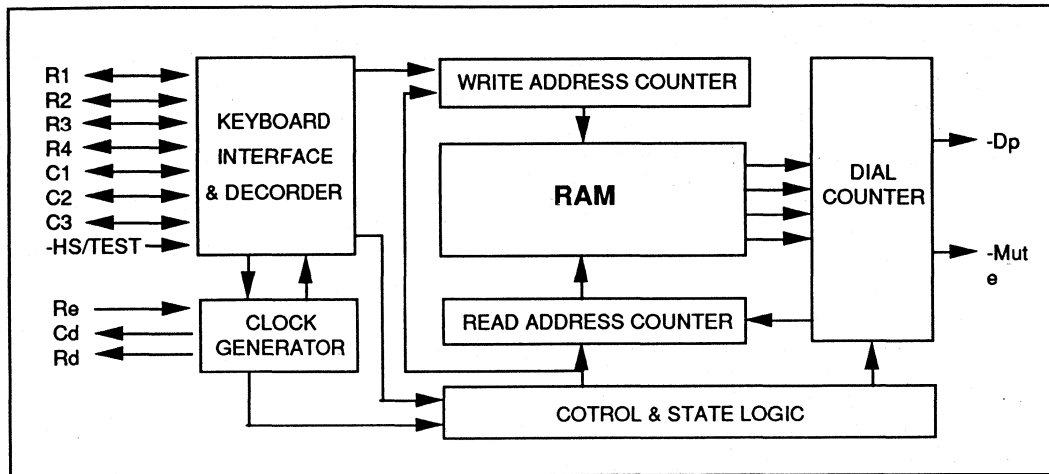 R1
R2
R3
R4
C1
C2
C3
-HS/TEST
Re
Cd
Rd
KEYBOARD
INTERFACE
& DECORDER
CLOCK
GENERATOR
WRITE ADDRESS COUNTER
RAM
READ ADDRESS COUNTER
COTROL & STATE LOGIC
DIAL
COUNTER
-Dp
-Mut
e